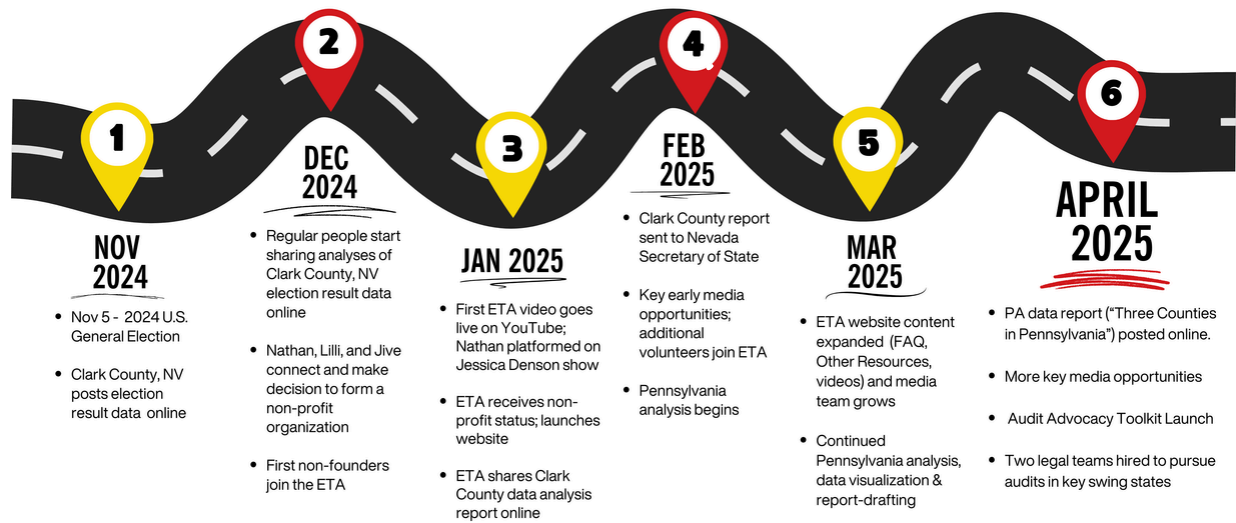 1
NOV
2024
• Nov 5 - 2024 U.S.
General Election
• Clark County, NV
posts election
result data online
2
DEC
2024
• Regular people start
sharing analyses of
Clark County, NV
election result data
online
• Nathan, Lilli, and Jive
connect and make
decision to form a
non-profit
organization
• First non-founders
join the ETA
3
JAN 2025
• First ETA video goes
live on YouTube;
Nathan platformed on
Jessica Denson show
• ETA receives non-
profit status; launches
website
• ETA shares Clark
County data analysis
report online
4
FEB
2025
• Clark County report
sent to Nevada
Secretary of State
• Key early media
opportunities;
additional
volunteers join ETA
• Pennsylvania
analysis begins
5
MAR
2025
• ETA website content
expanded (FAQ,
Other Resources,
videos) and media
team grows
• Continued
Pennsylvania analysis,
data visualization &
report-drafting
6
APRIL
2025
• PA data report (“Three Counties
in Pennsylvania”) posted online.
• More key media opportunities
• Audit Advocacy Toolkit Launch
• Two legal teams hired to pursue
audits in key swing states